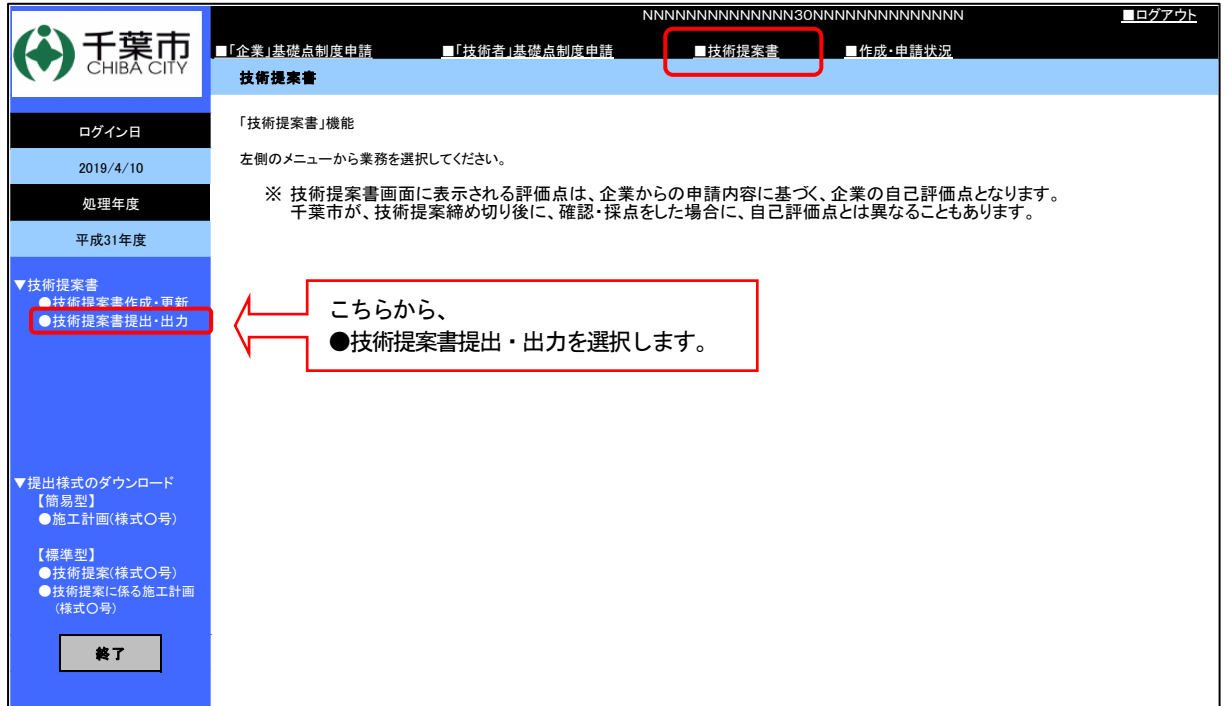 千葉市
CHIBA CITY
NNNNNNNNNNNNNN30NNNNNNNNNNNNNN
■ログアウト
■「企業」基礎点制度申請
■「技術者」基礎点制度申請
■技術提案書
■作成・申請状況
技術提案書
ログイン日
2019/4/10
処理年度
平成31年度
▼技術提案書
●技術提案書作成・更新
●技術提案書提出・出力
▼提出様式のダウンロード
【簡易型】
●施工計画(様式〇号)
【標準型】
●技術提案(様式〇号)
●技術提案に係る施工計画
(様式〇号)
終了
「技術提案書」機能
左側のメニューから業務を選択してください。
※ 技術提案書画面に表示される評価点は、企業からの申請内容に基づく、企業の自己評価点となります。
千葉市が、技術提案締め切り後に、確認・採点をした場合に、自己評価点とは異なることもあります。
こちらから、
●技術提案書提出・出力を選択します。